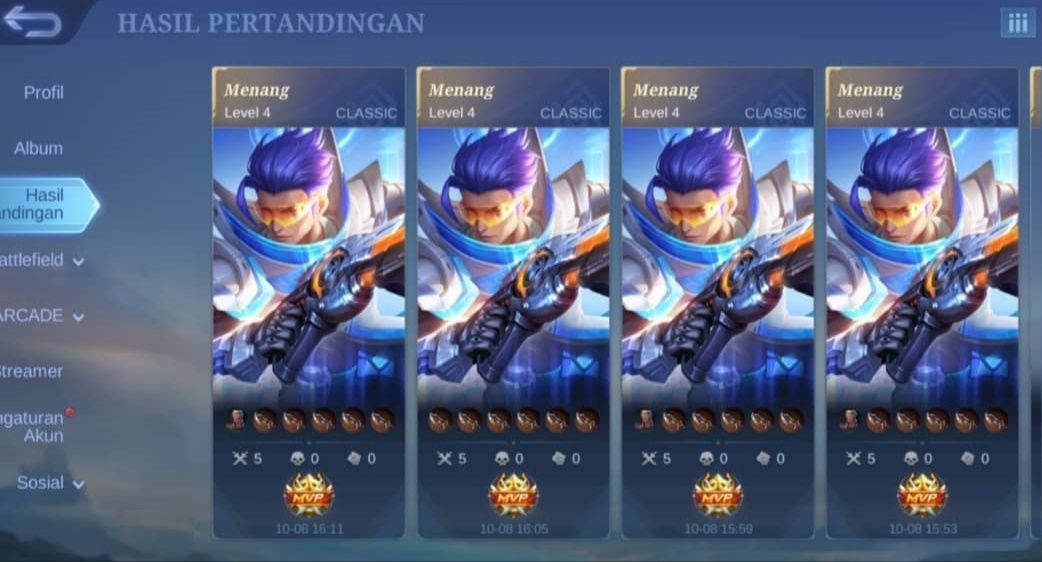 HASIL PERTANDINGAN
Profil
Album
Hasil
andingan
attlefield
ARCADE
Streamer
ngaturan
Akun
Sosial
Menang
Level 4 CLASSIC
5 0 0
MVP
10-08 16:11
Menang
Level 4 CLASSIC
5 0 0
MVP
10-08 16:05
Menang
Level 4 CLASSIC
5 0 0
MVP
10-08 15:59
Menang
Level 4 CLASSIC
5 0 0
MVP
10-08 15:53